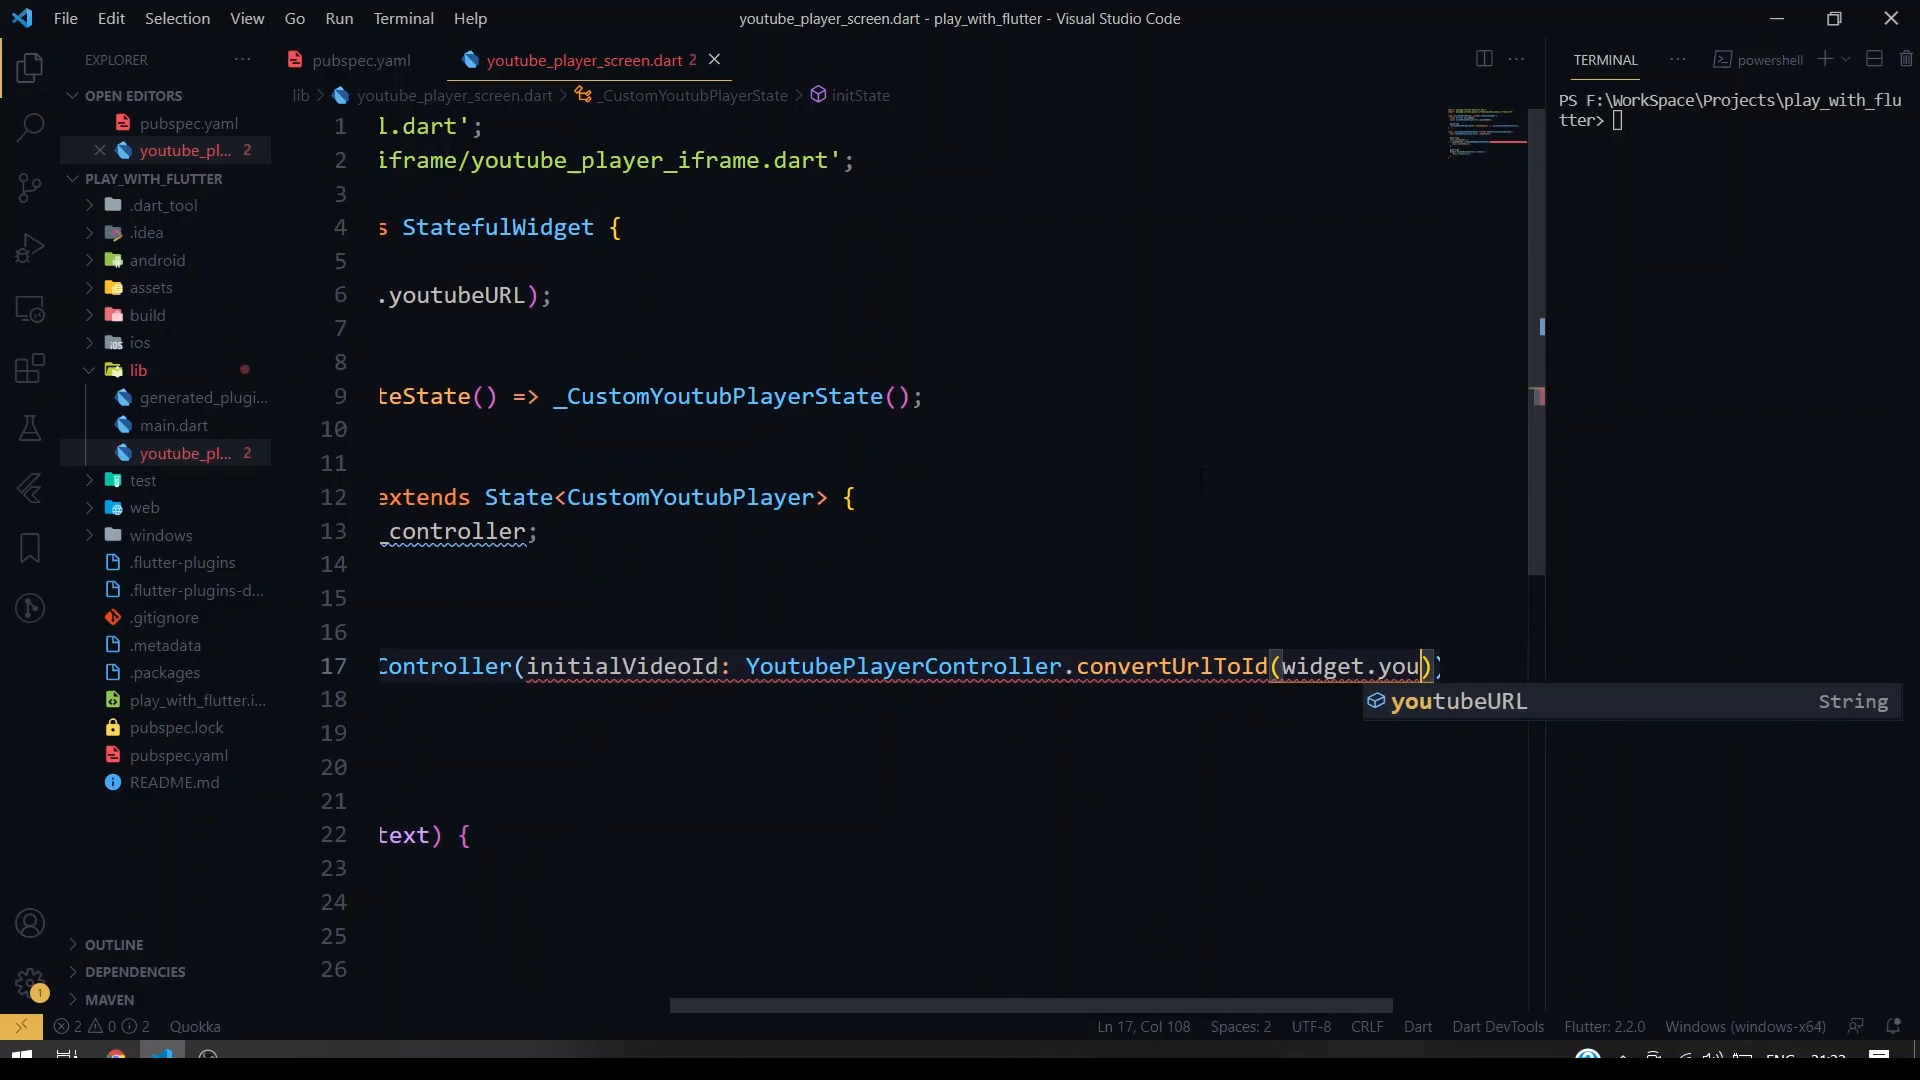 File Edit Selection View Go Run Terminal Help
youtube_player_screen.dart - play_with_flutter - Visual Studio Code
EXPLORER
OPEN EDITORS
pubspec.yaml
youtube_pl... 2
PLAY_WITH_FLUTTER
.dart_tool
.idea
android
assets
build
ios
lib
generated_plugi...
main.dart
youtube_pl... 2
test
web
windows
.flutter-plugins
.flutter-plugins-d...
.gitignore
.metadata
.packages
play_with_flutter.i...
pubspec.lock
pubspec.yaml
README.md
OUTLINE
DEPENDENCIES
MAVEN
pubspec.yaml youtube_player_screen.dart 2
lib > youtube_player_screen.dart > _CustomYoutubPlayerState > initState
1 l.dart';
2 iframe/youtube_player_iframe.dart';
3
4 s StatefulWidget {
5
6 .youtubeURL);
7
8
9 teState() => _CustomYoutubPlayerState();
10
11
12 extends State<CustomYoutubPlayer> {
13 _controller;
14
15
16
17 Controller(initialVideoId: YoutubePlayerController.convertUrlToId(widget.you))
youtubeURL String
18
19
20
21
22 text) {
23
24
25
26
TERMINAL
powershell
PS F:\WorkSpace\Projects\play_with_flu
tter>
1
2 0 2 Quokka
Ln 17, Col 108 Spaces: 2 UTF-8 CRLF Dart Dart DevTools Flutter: 2.2.0 Windows (windows-x64)